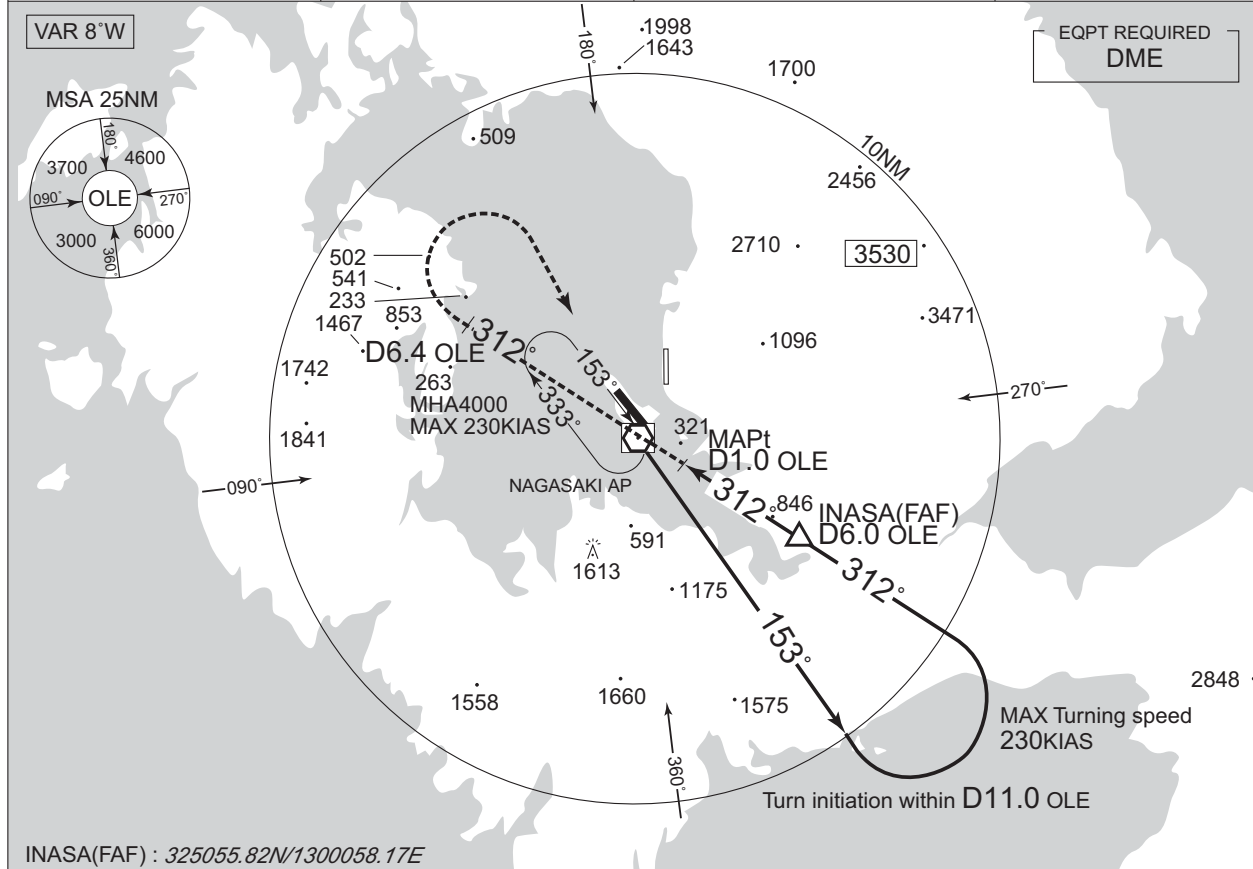 VAR 8°W
MSA 25NM
180°
3700
4600
090°
OLE
270°
3000
6000
360°
EQPT REQUIRED
DME
180°
1998
1643
1700
509
10NM
2456
2710
3530
502
541
233
853
1467
3471
312°
D6.4 OLE
153°
1096
1742
263
MHA4000
MAX 230KIAS
333°
270°
1841
321
MAPt
D1.0 OLE
090°
NAGASAKI AP
312°
846
INASA(FAF)
D6.0 OLE
591
1613
1175
312°
153°
1558
1660
1575
2848
MAX Turning speed
230KIAS
360°
Turn initiation within D11.0 OLE
INASA(FAF) : 325055.82N/1300058.17E